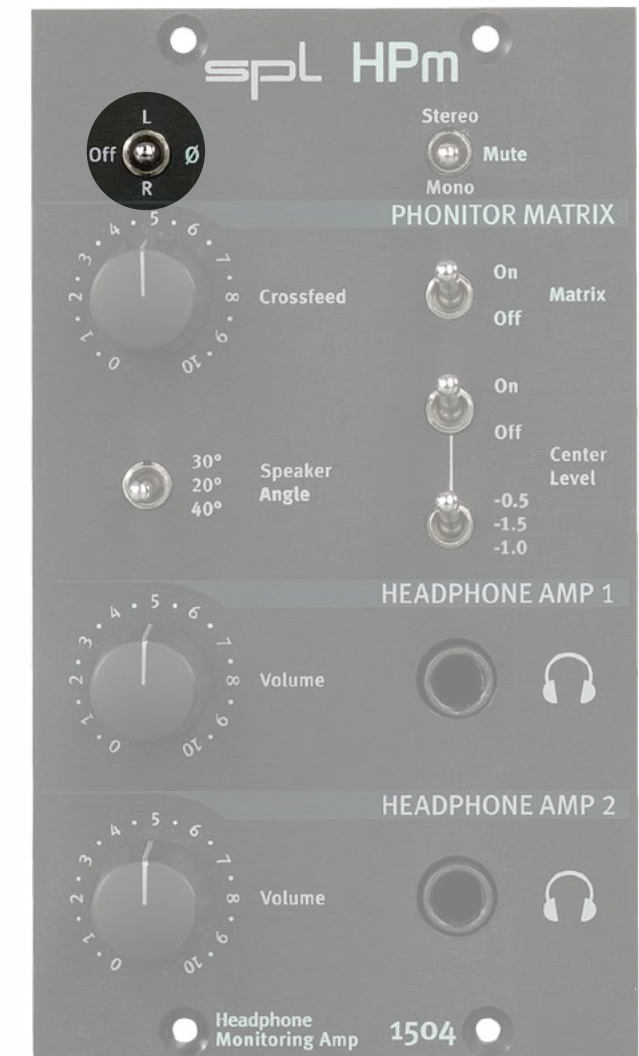 spl HPm
L
Off Ø
R
Stereo
Mute
Mono
PHONITOR MATRIX
0 1 2 3 4 5 6 7 8 9 10
Crossfeed
On
Off
Matrix
On
Off
Center
Level
-0.5
-1.5
-1.0
30°
20°
40°
Speaker
Angle
HEADPHONE AMP 1
0 1 2 3 4 5 6 7 8 9 10
Volume
HEADPHONE AMP 2
0 1 2 3 4 5 6 7 8 9 10
Volume
Headphone
Monitoring Amp
1504